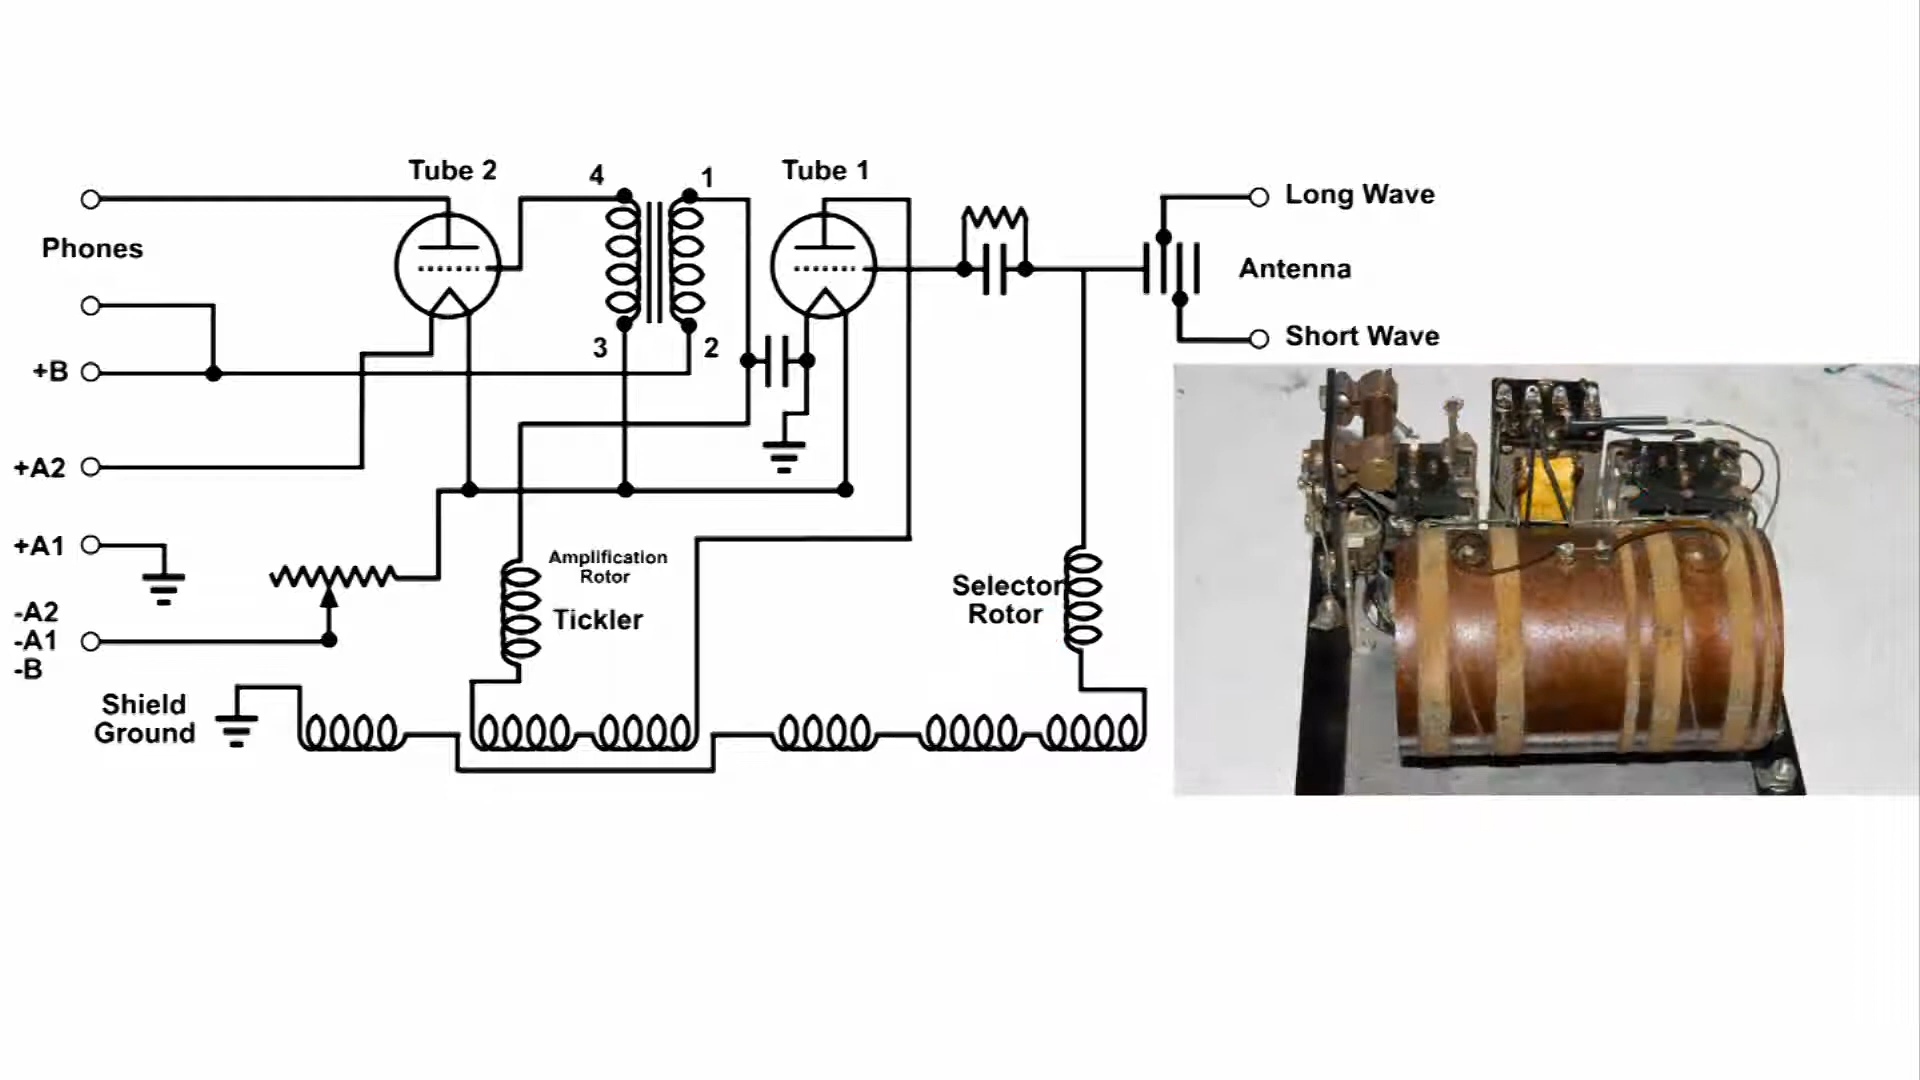 Tube 2
4
1
Tube 1
Long Wave
Phones
Antenna
3
2
Short Wave
+B
+A2
+A1
Amplification
Rotor
Tickler
Selector
Rotor
-A2
-A1
-B
Shield
Ground